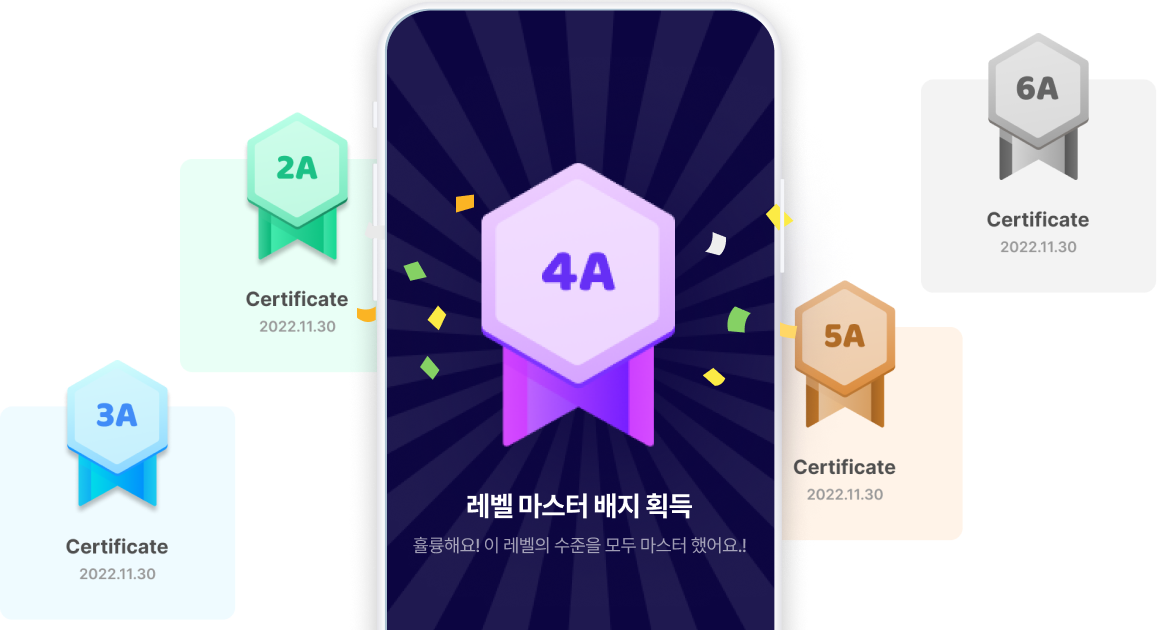 2A
Certificate
2022.11.30
3A
Certificate
2022.11.30
4A
레벨 마스터 배지 획득
훌륭해요! 이 레벨의 수준을 모두 마스터 했어요.!
5A
Certificate
2022.11.30
6A
Certificate
2022.11.30